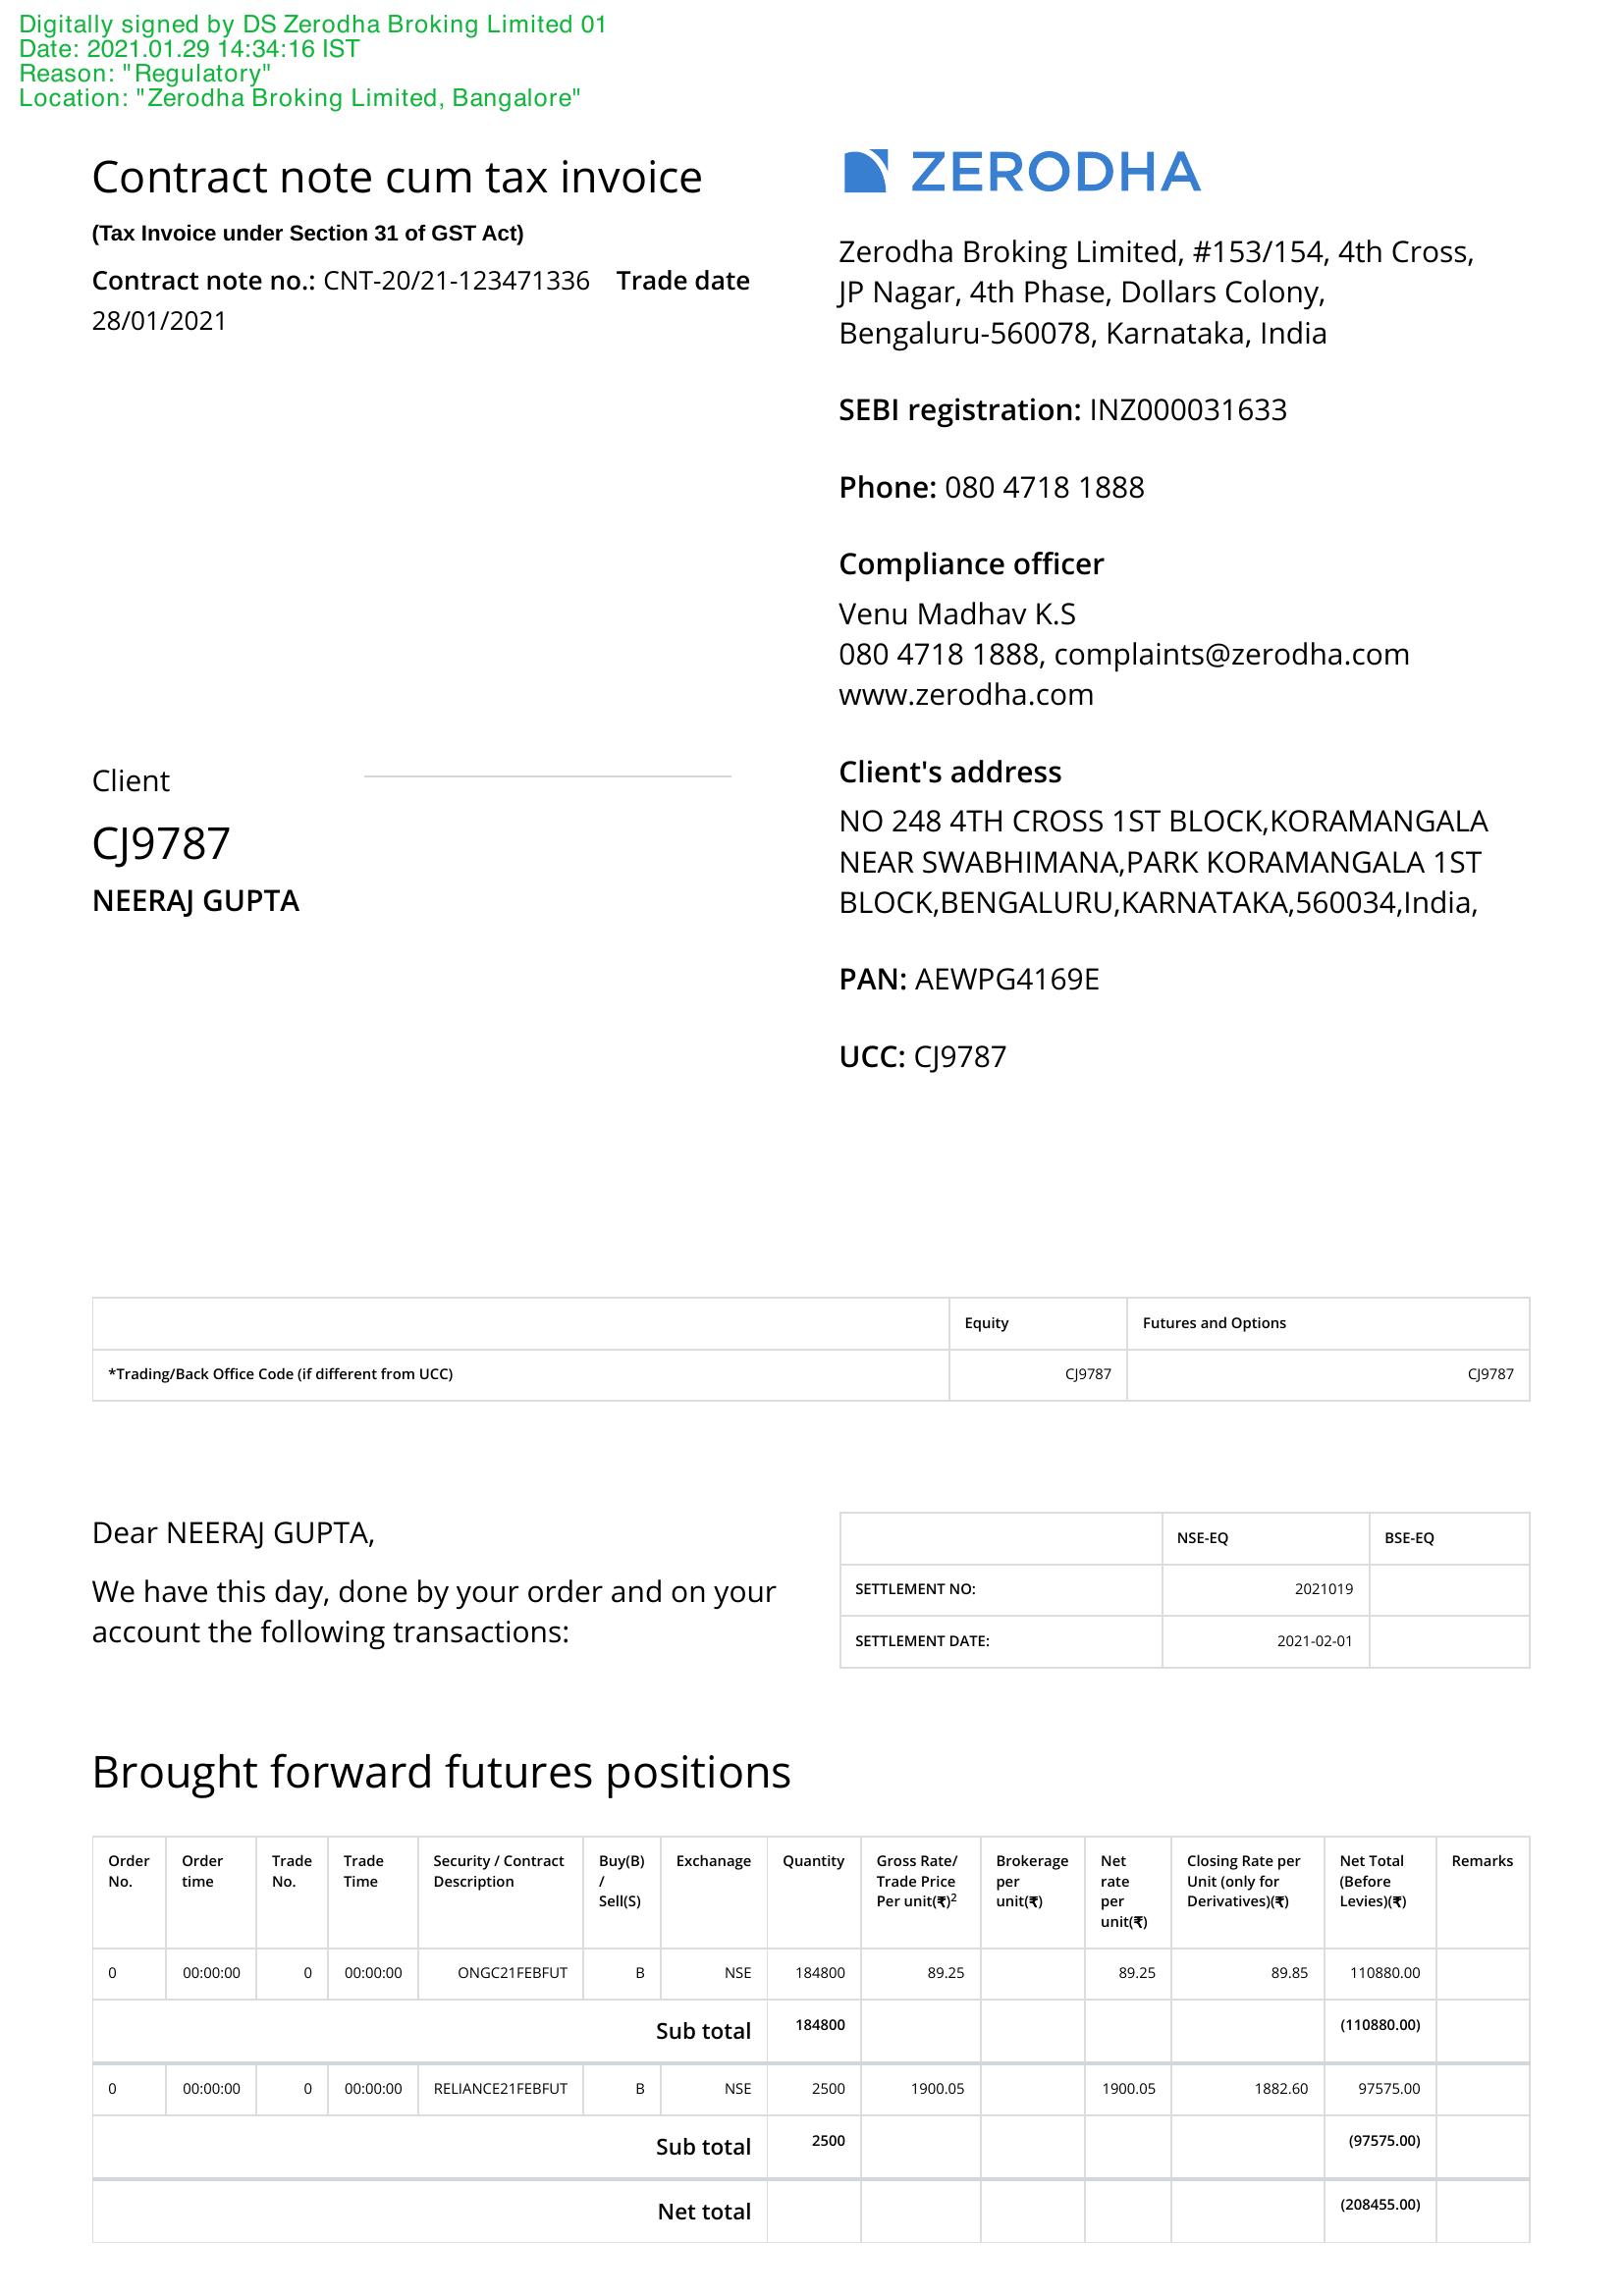 Digitally signed by DS Zerodha Broking Limited 01
Date: 2021.01.29 14:34:16 IST
Reason: "Regulatory"
Location: "Zerodha Broking Limited, Bangalore"
Contract note cum tax invoice
(Tax Invoice under Section 31 of GST Act)
Contract note no.: CNT-20/21-123471336 Trade date
28/01/2021
ZERODHA
Zerodha Broking Limited, #153/154, 4th Cross,
JP Nagar, 4th Phase, Dollars Colony,
Bengaluru-560078, Karnataka, India
SEBI registration: INZ000031633
Phone: 080 4718 1888
Compliance officer
Venu Madhav K.S
080 4718 1888, complaints@zerodha.com
www.zerodha.com
Client
CJ9787
NEERAJ GUPTA
Client's address
NO 248 4TH CROSS 1ST BLOCK,KORAMANGALA
NEAR SWABHIMANA,PARK KORAMANGALA 1ST
BLOCK,BENGALURU,KARNATAKA,560034,India,
PAN: AEWPG4169E
UCC: CJ9787
Equity Futures and Options
*Trading/Back Office Code (if different from UCC) CJ9787 CJ9787
Dear NEERAJ GUPTA,
We have this day, done by your order and on your
account the following transactions:
NSE-EQ BSE-EQ
SETTLEMENT NO: 2021019
SETTLEMENT DATE: 2021-02-01
Brought forward futures positions
Order No. Order time Trade No. Trade Time Security / Contract Description Buy(B) / Sell(S) Exchanage Quantity Gross Rate/ Trade Price Per unit(₹)² Brokerage per unit(₹) Net rate per unit(₹) Closing Rate per Unit (only for Derivatives)(₹) Net Total (Before Levies)(₹) Remarks
0 00:00:00 0 00:00:00 ONGC21FEBFUT B NSE 184800 89.25 89.25 89.85 110880.00
Sub total 184800 (110880.00)
0 00:00:00 0 00:00:00 RELIANCE21FEBFUT B NSE 2500 1900.05 1900.05 1882.60 97575.00
Sub total 2500 (97575.00)
Net total (208455.00)